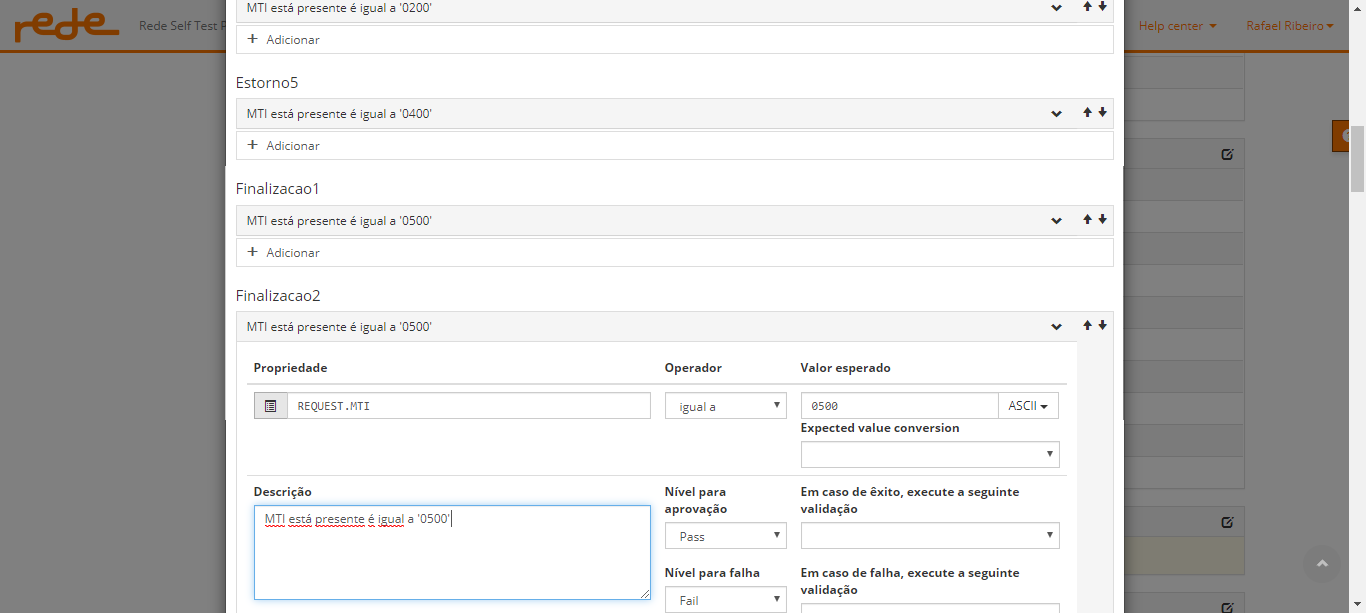 MTI está presente é igual a '0200'
rede
Rede Self Test P
Help center
Rafael Ribeiro
+ Adicionar
Estorno5
MTI está presente é igual a '0400'
+ Adicionar
Finalizacao1
MTI está presente é igual a '0500'
+ Adicionar
Finalizacao2
MTI está presente é igual a '0500'
Propriedade Operador Valor esperado
REQUEST.MTI igual a 0500 ASCII
Expected value conversion
Descrição
Nível para
aprovação
Em caso de êxito, execute a seguinte
validação
MTI está presente é igual a '0500'
Pass
Nível para falha
Em caso de falha, execute a seguinte
validação
Fail